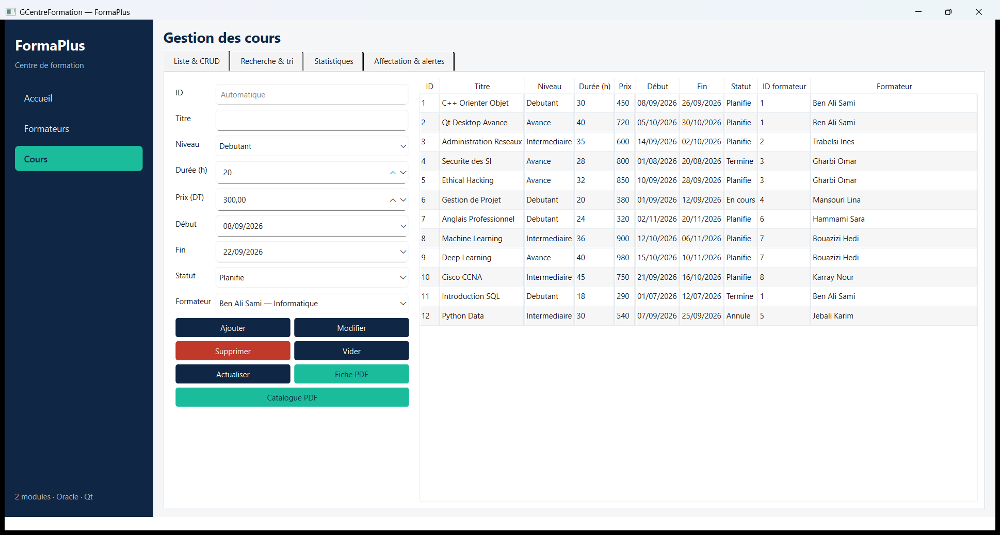 GCentreFormation — FormaPlus
FormaPlus
Centre de formation
Accueil
Formateurs
Cours
2 modules · Oracle · Qt
Gestion des cours
Liste & CRUD Recherche & tri Statistiques Affectation & alertes
ID Automatique
Titre
Niveau Debutant
Durée (h) 20
Prix (DT) 300,00
Début 08/09/2026
Fin 22/09/2026
Statut Planifie
Formateur Ben Ali Sami — Informatique
Ajouter Modifier
Supprimer Vider
Actualiser Fiche PDF
Catalogue PDF
ID Titre Niveau Durée (h) Prix Début Fin Statut ID formateur Formateur
1 C++ Orienter Objet Debutant 30 450 08/09/2026 26/09/2026 Planifie 1 Ben Ali Sami
2 Qt Desktop Avance Avance 40 720 05/10/2026 30/10/2026 Planifie 1 Ben Ali Sami
3 Administration Reseaux Intermediaire 35 600 14/09/2026 02/10/2026 Planifie 2 Trabelsi Ines
4 Securite des SI Avance 28 800 01/08/2026 20/08/2026 Termine 3 Gharbi Omar
5 Ethical Hacking Avance 32 850 10/09/2026 28/09/2026 Planifie 3 Gharbi Omar
6 Gestion de Projet Debutant 20 380 01/09/2026 12/09/2026 En cours 4 Mansouri Lina
7 Anglais Professionnel Debutant 24 320 02/11/2026 20/11/2026 Planifie 6 Hammami Sara
8 Machine Learning Intermediaire 36 900 12/10/2026 06/11/2026 Planifie 7 Bouazizi Hedi
9 Deep Learning Avance 40 980 15/10/2026 10/11/2026 Planifie 7 Bouazizi Hedi
10 Cisco CCNA Intermediaire 45 750 21/09/2026 16/10/2026 Planifie 8 Karray Nour
11 Introduction SQL Debutant 18 290 01/07/2026 12/07/2026 Termine 1 Ben Ali Sami
12 Python Data Intermediaire 30 540 07/09/2026 25/09/2026 Annule 5 Jebali Karim